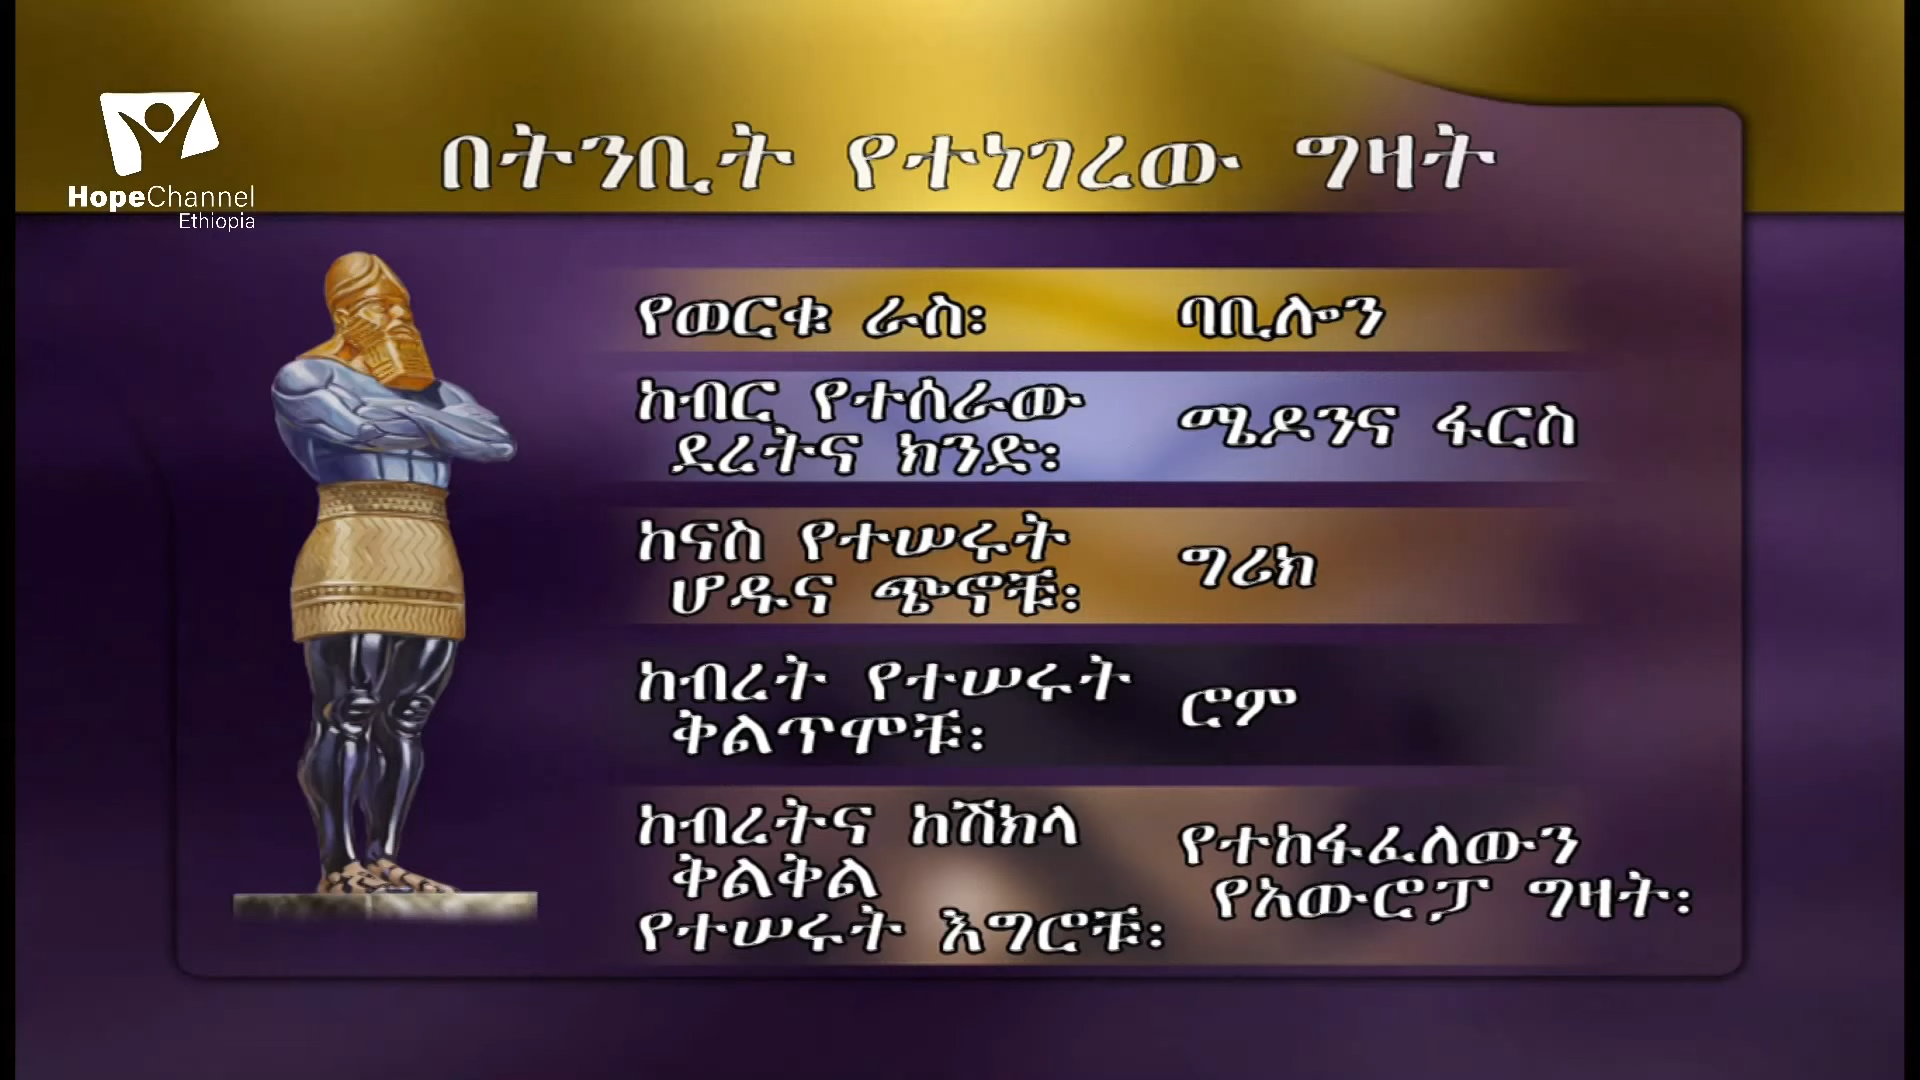 HopeChannel
Ethiopia
በትንቢት የተነገረው ግዛት
የወርቁ ራስ፡ ባቢሎን
ከብር የተሰራው
ደረትና ክንድ፡
ሜዶንና ፋርስ
ከናስ የተሠሩት
ሆዱና ጭኖቹ፡
ግሪክ
ከብረት የተሠሩት
ቅልጥሞቹ፡
ሮም
ከብረትና ከሸክላ
ቅልቅል
የተሠሩት እግሮቹ፡
የተከፋፈለውን
የአውሮፓ ግዛት፡